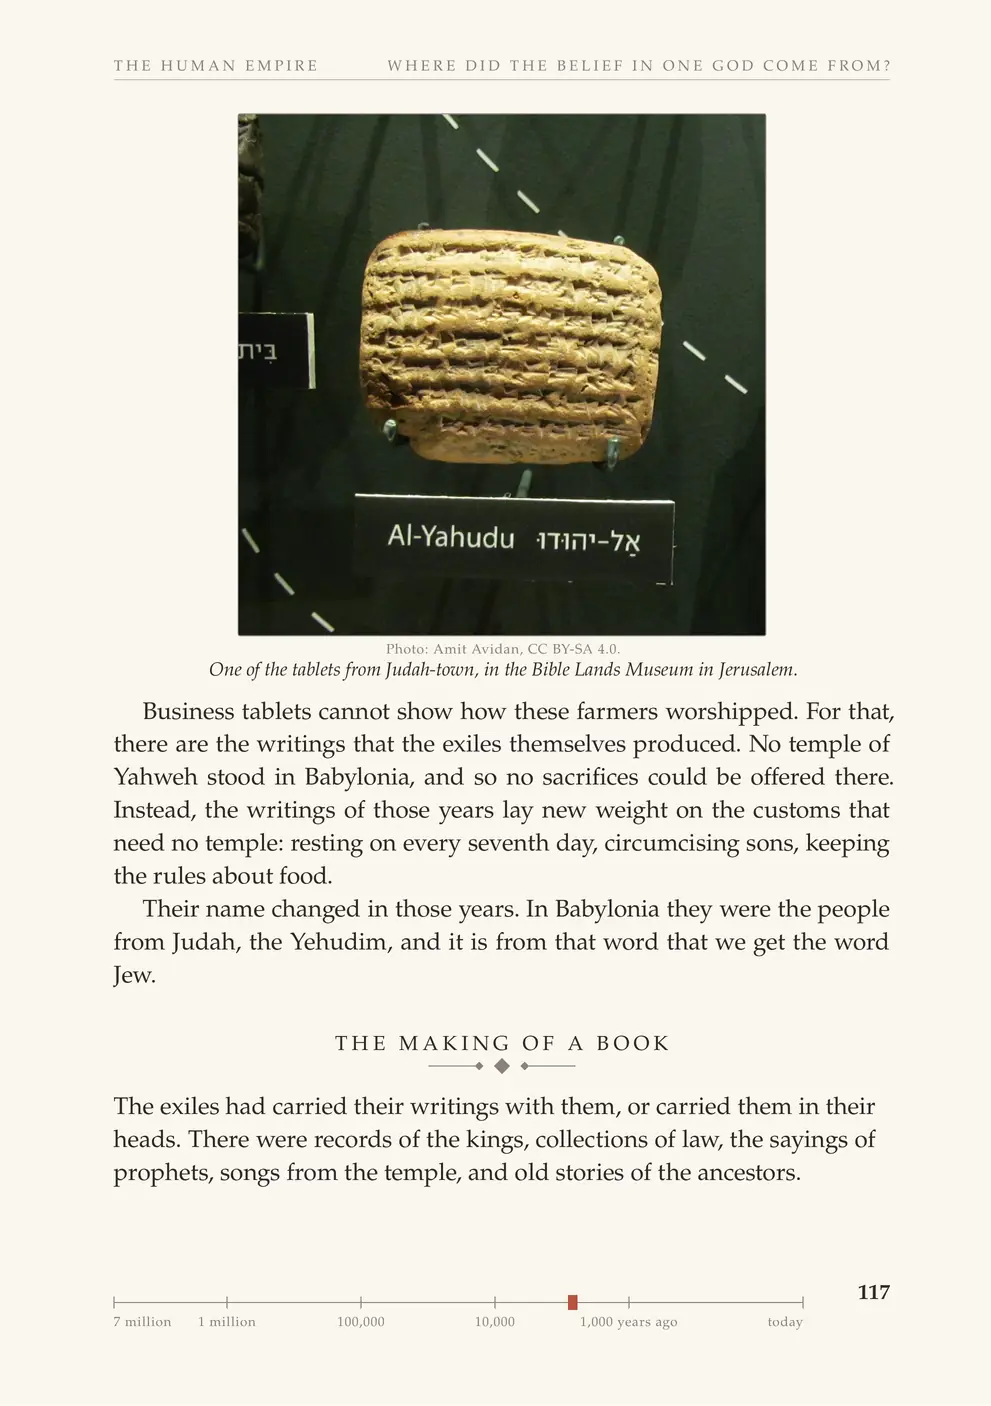 THE HUMAN EMPIRE
WHERE DID THE BELIEF IN ONE GOD COME FROM?
בִּית
Al-Yahudu אַל-יהוּדוּ
Photo: Amit Avidan, CC BY-SA 4.0.
One of the tablets from Judah-town, in the Bible Lands Museum in Jerusalem.
Business tablets cannot show how these farmers worshipped. For that,
there are the writings that the exiles themselves produced. No temple of
Yahweh stood in Babylonia, and so no sacrifices could be offered there.
Instead, the writings of those years lay new weight on the customs that
need no temple: resting on every seventh day, circumcising sons, keeping
the rules about food.
Their name changed in those years. In Babylonia they were the people
from Judah, the Yehudim, and it is from that word that we get the word
Jew.
THE MAKING OF A BOOK
The exiles had carried their writings with them, or carried them in their
heads. There were records of the kings, collections of law, the sayings of
prophets, songs from the temple, and old stories of the ancestors.
117
7 million 1 million 100,000 10,000 1,000 years ago today